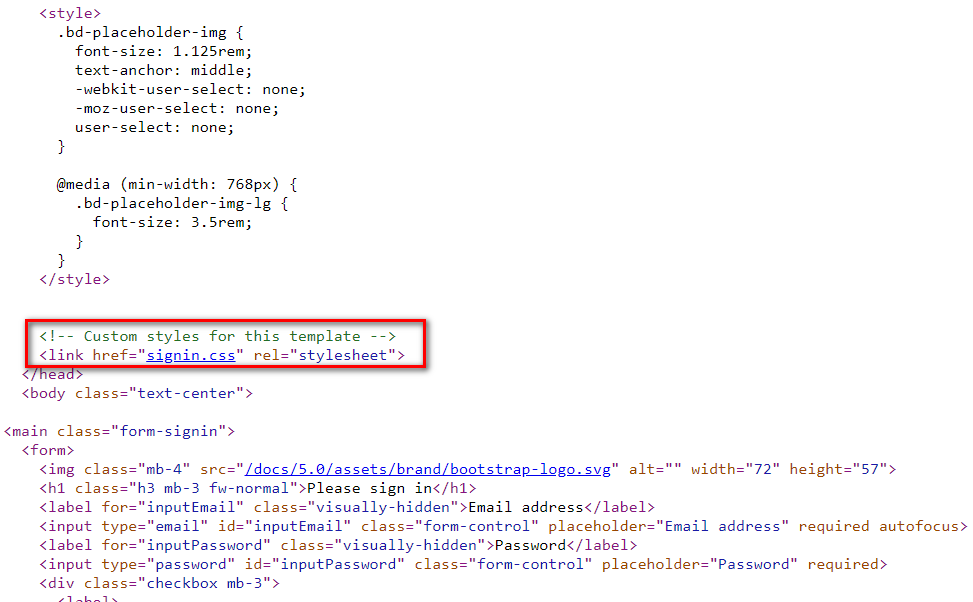 <style>
.bd-placeholder-img {
font-size: 1.125rem;
text-anchor: middle;
-webkit-user-select: none;
-moz-user-select: none;
user-select: none;
}
@media (min-width: 768px) {
.bd-placeholder-img-lg {
font-size: 3.5rem;
}
}
</style>
<!-- Custom styles for this template -->
<link href="signin.css" rel="stylesheet">
</head>
<body class="text-center">
<main class="form-signin">
<form>
<img class="mb-4" src="/docs/5.0/assets/brand/bootstrap-logo.svg" alt="" width="72" height="57">
<h1 class="h3 mb-3 fw-normal">Please sign in</h1>
<label for="inputEmail" class="visually-hidden">Email address</label>
<input type="email" id="inputEmail" class="form-control" placeholder="Email address" required autofocus>
<label for="inputPassword" class="visually-hidden">Password</label>
<input type="password" id="inputPassword" class="form-control" placeholder="Password" required>
<div class="checkbox mb-3">
<label>